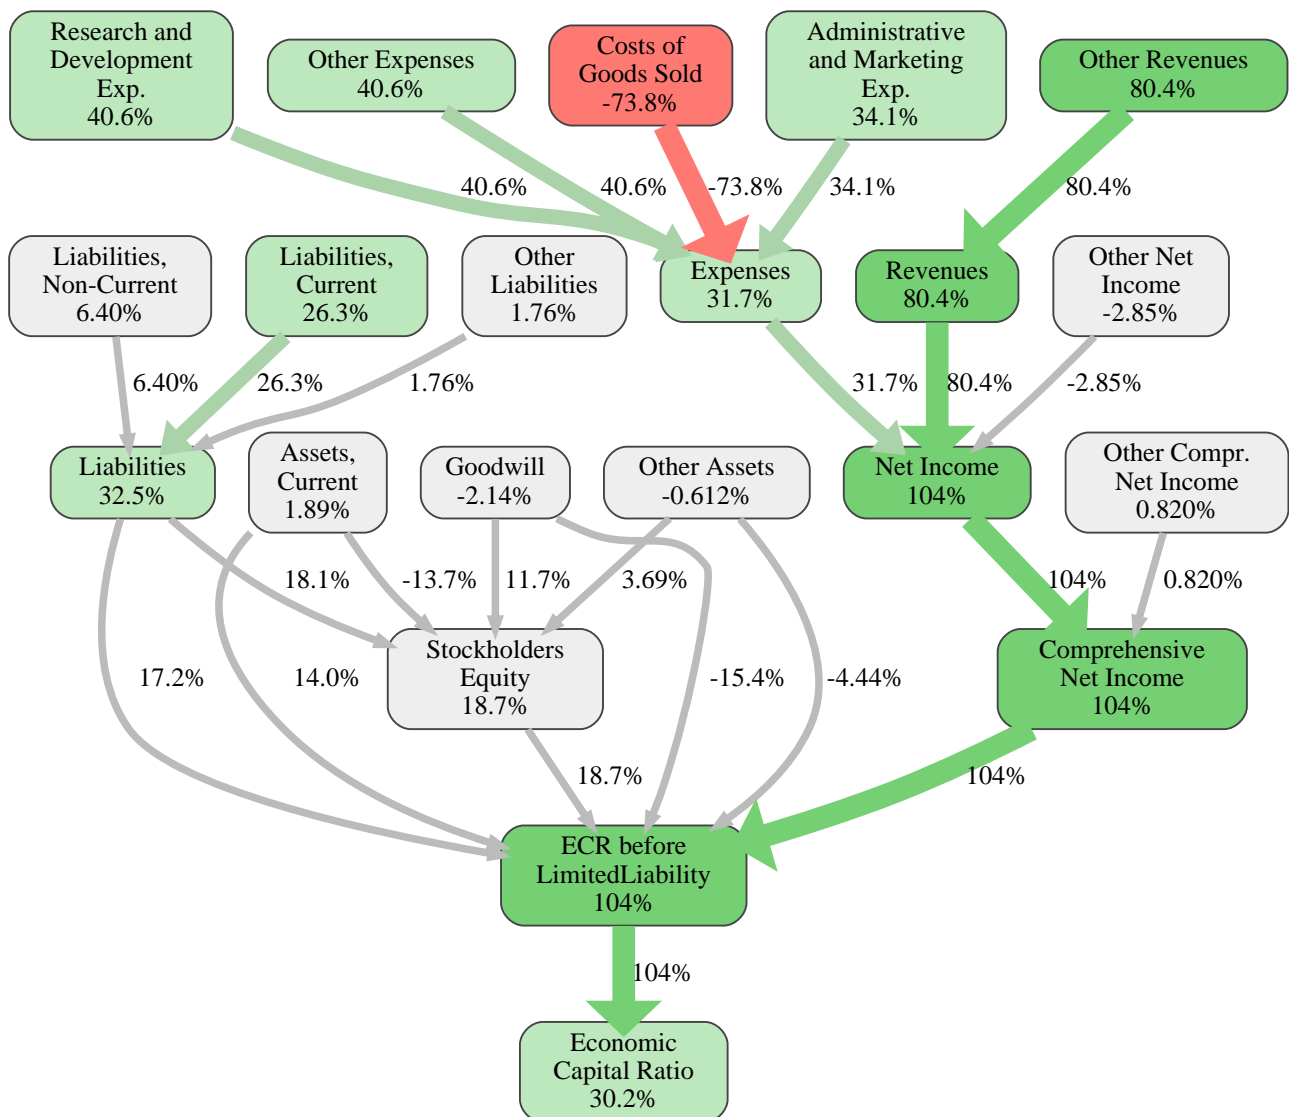 Research and
Development
Exp.
40.6%
Other Expenses
40.6%
Costs of
Goods Sold
-73.8%
Administrative
and Marketing
Exp.
34.1%
Other Revenues
80.4%
40.6%
40.6%
-73.8%
34.1%
80.4%
Liabilities,
Non-Current
6.40%
Liabilities,
Current
26.3%
Other
Liabilities
1.76%
Expenses
31.7%
Revenues
80.4%
Other Net
Income
-2.85%
6.40%
26.3%
1.76%
31.7%
80.4%
-2.85%
Liabilities
32.5%
Assets,
Current
1.89%
Goodwill
-2.14%
Other Assets
-0.612%
Net Income
104%
Other Compr.
Net Income
0.820%
18.1%
-13.7%
11.7%
3.69%
104%
0.820%
Stockholders
Equity
18.7%
Comprehensive
Net Income
104%
17.2%
14.0%
-15.4%
-4.44%
18.7%
104%
ECR before
LimitedLiability
104%
104%
Economic
Capital Ratio
30.2%